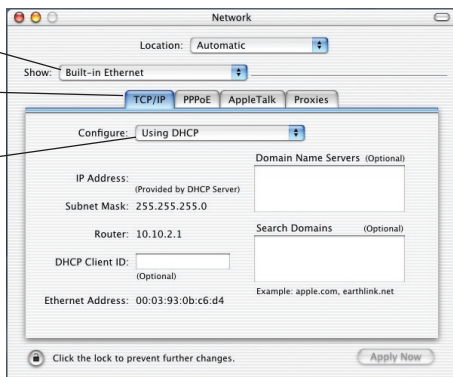 Network
Location: Automatic
Show: Built-in Ethernet
TCP/IP PPPoE AppleTalk Proxies
Configure: Using DHCP
Domain Name Servers (Optional)
IP Address:
(Provided by DHCP Server)
Subnet Mask: 255.255.255.0
Router: 10.10.2.1
Search Domains (Optional)
DHCP Client ID:
(Optional)
Example: apple.com, earthlink.net
Ethernet Address: 00:03:93:0b:c6:d4
Click the lock to prevent further changes.
Apply Now